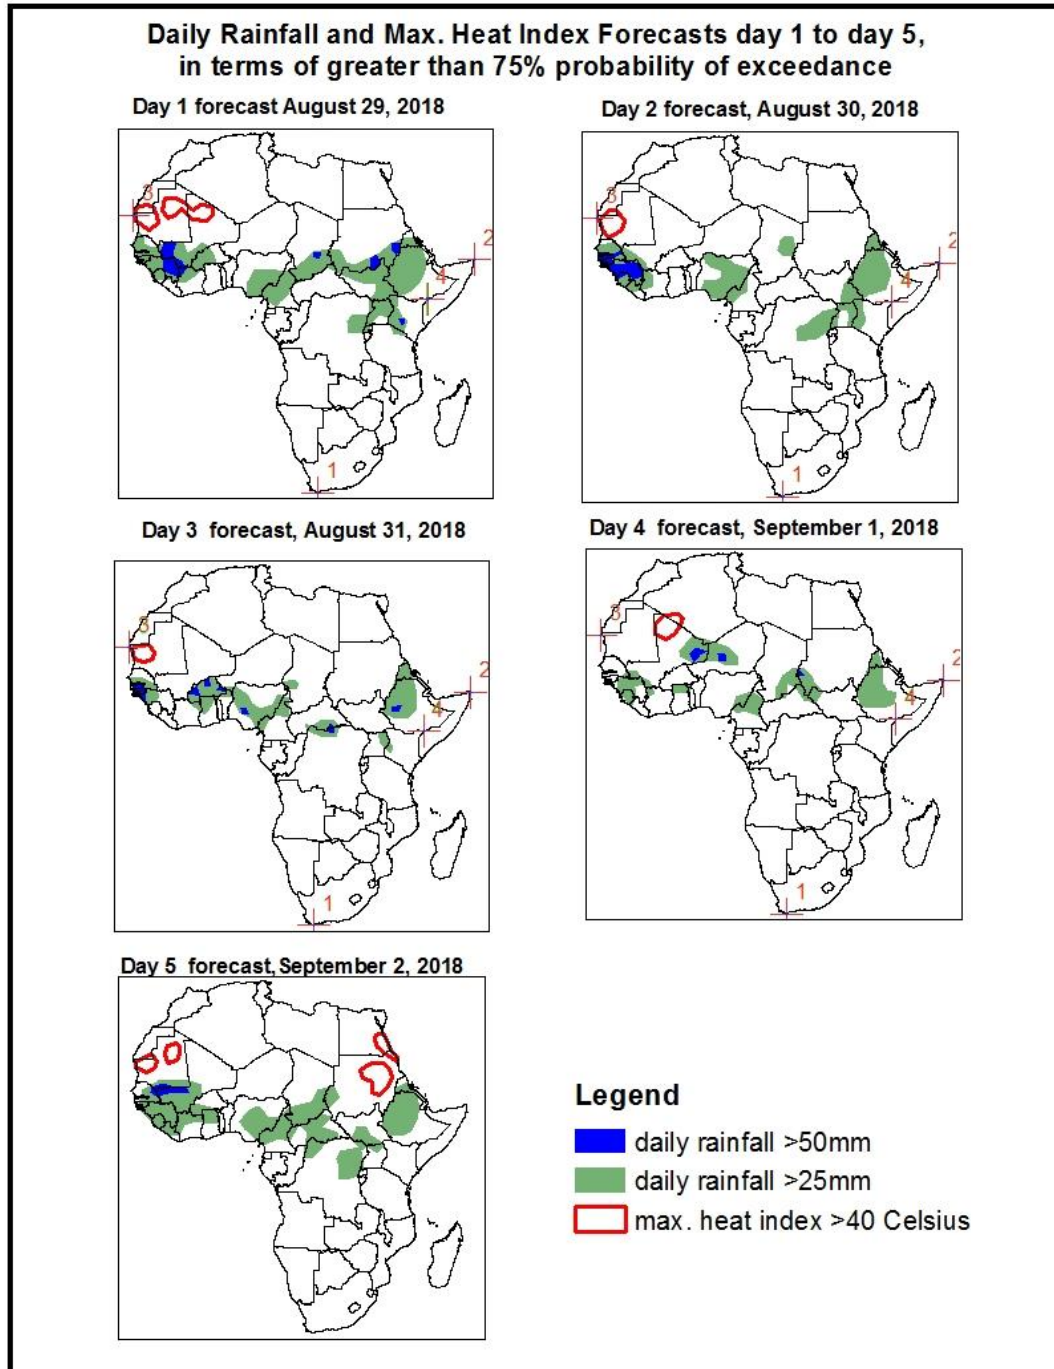 Daily Rainfall and Max. Heat Index Forecasts day 1 to day 5,
in terms of greater than 75% probability of exceedance
Day 1 forecast August 29, 2018
3
2
4
1
Day 2 forecast, August 30, 2018
3
2
4
1
Day 3 forecast, August 31, 2018
3
2
4
1
Day 4 forecast, September 1, 2018
3
2
4
1
Day 5 forecast, September 2, 2018
Legend
daily rainfall >50mm
daily rainfall >25mm
max. heat index >40 Celsius